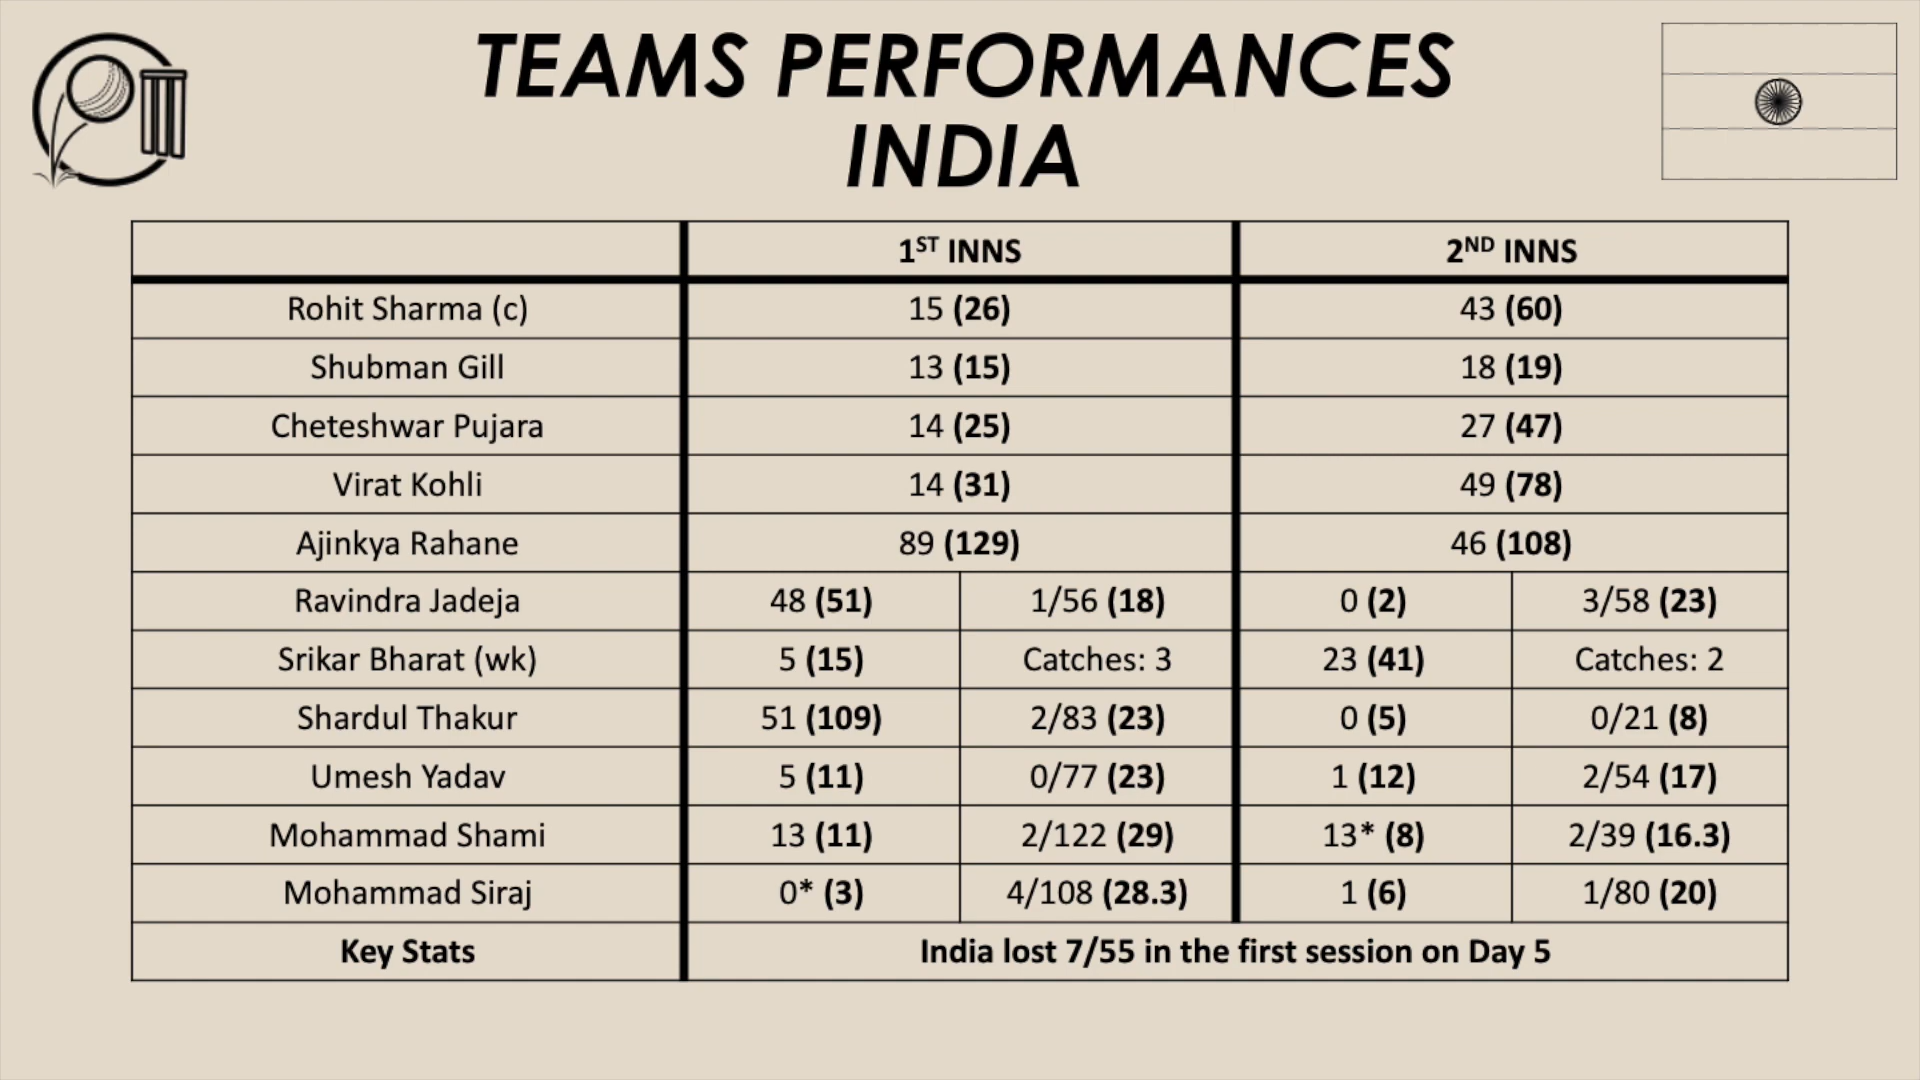 TEAMS PERFORMANCES
INDIA
1ST INNS 2ND INNS
Rohit Sharma (c) 15 (26) 43 (60)
Shubman Gill 13 (15) 18 (19)
Cheteshwar Pujara 14 (25) 27 (47)
Virat Kohli 14 (31) 49 (78)
Ajinkya Rahane 89 (129) 46 (108)
Ravindra Jadeja 48 (51) 1/56 (18) 0 (2) 3/58 (23)
Srikar Bharat (wk) 5 (15) Catches: 3 23 (41) Catches: 2
Shardul Thakur 51 (109) 2/83 (23) 0 (5) 0/21 (8)
Umesh Yadav 5 (11) 0/77 (23) 1 (12) 2/54 (17)
Mohammad Shami 13 (11) 2/122 (29) 13* (8) 2/39 (16.3)
Mohammad Siraj 0* (3) 4/108 (28.3) 1 (6) 1/80 (20)
Key Stats India lost 7/55 in the first session on Day 5